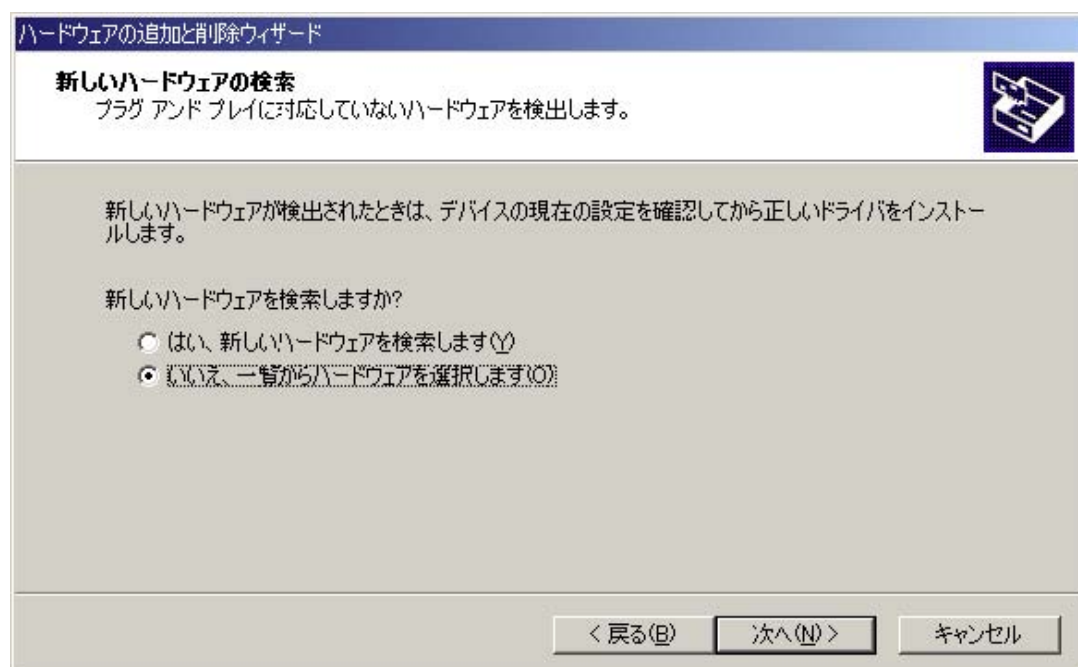 ハードウェアの追加と削除ウィザード
新しいハードウェアの検索
プラグ アンド プレイに対応していないハードウェアを検出します。
新しいハードウェアが検出されたときは、デバイスの現在の設定を確認してから正しいドライバをインストー
ルします。
新しいハードウェアを検索しますか?
はい、新しいハードウェアを検索します(Y)
いいえ、一覧からハードウェアを選択します(O)
< 戻る(B) 次へ(N) > キャンセル